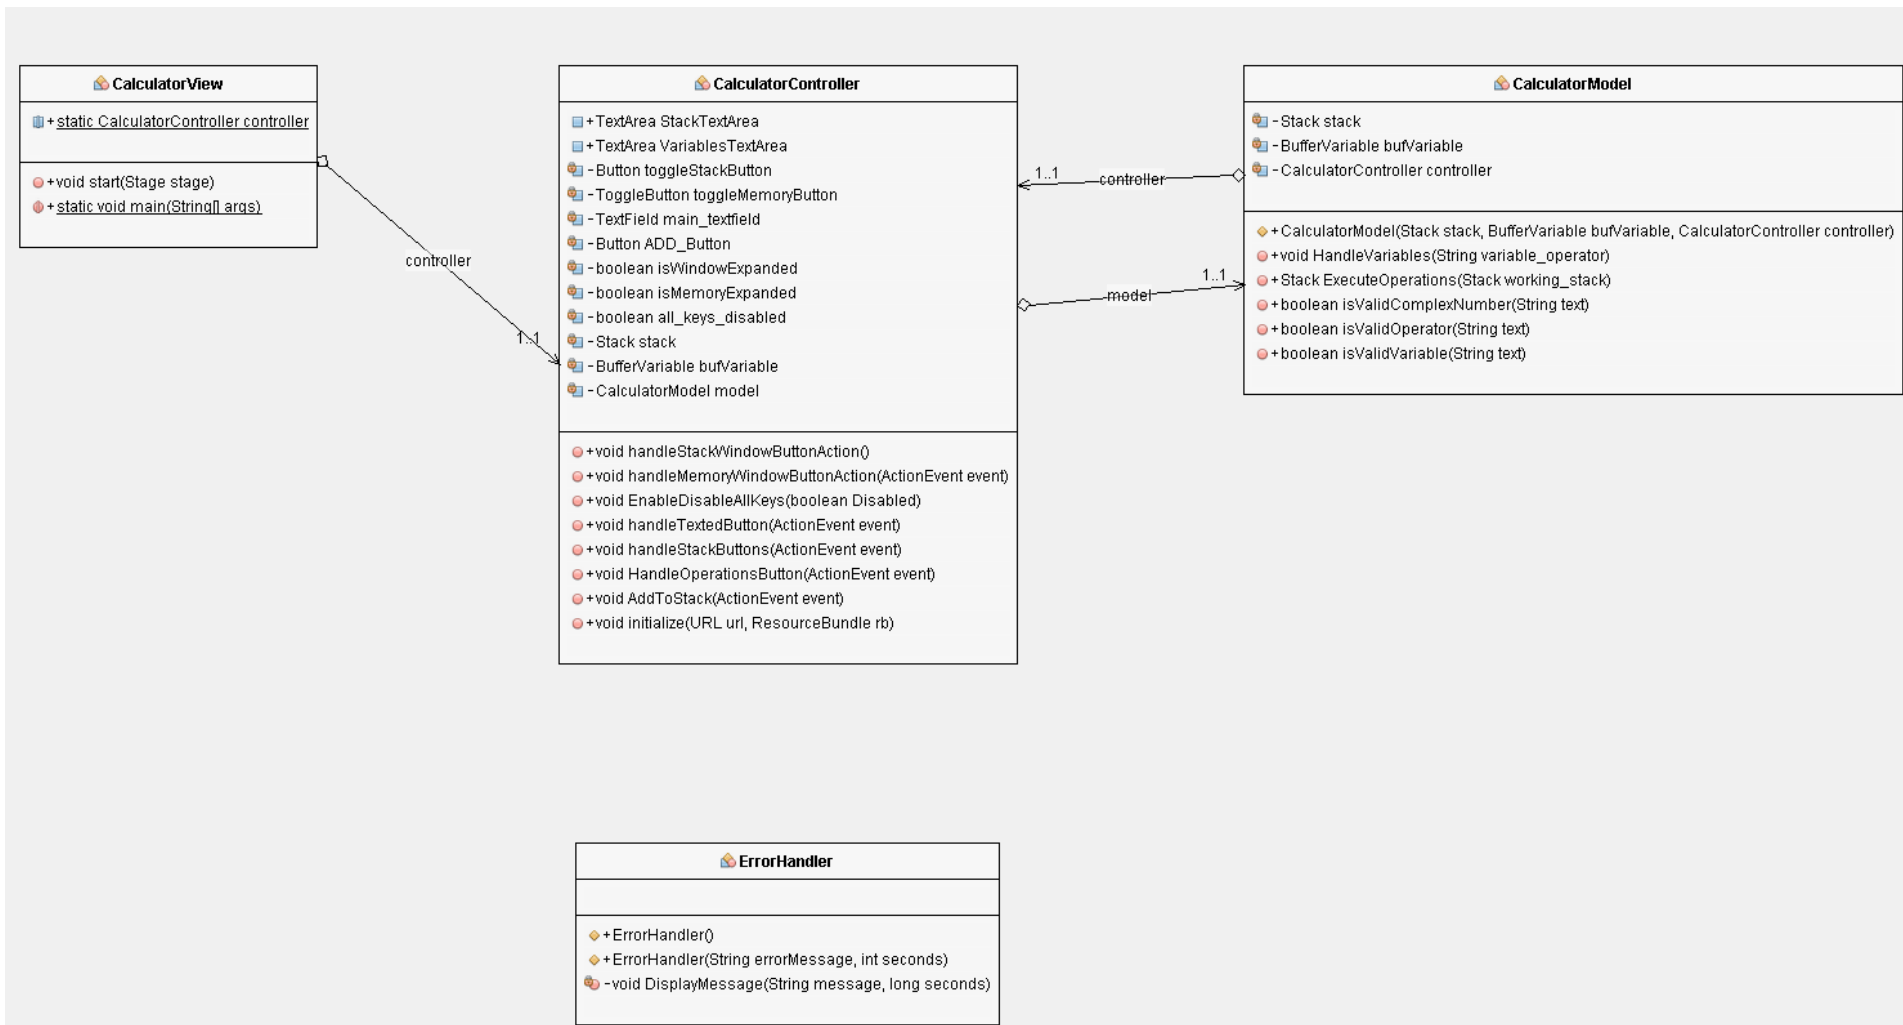 CalculatorView
+static CalculatorController controller
+void start(Stage stage)
+static void main(String[] args)
controller
1..1
CalculatorController
+TextArea StackTextArea
+TextArea VariablesTextArea
-Button toggleStackButton
-ToggleButton toggleMemoryButton
-TextField main_textfield
-Button ADD_Button
-boolean isWindowExpanded
-boolean isMemoryExpanded
-boolean all_keys_disabled
-Stack stack
-BufferVariable bufVariable
-CalculatorModel model
+void handleStackWindowButtonAction()
+void handleMemoryWindowButtonAction(ActionEvent event)
+void EnableDisableAllKeys(boolean Disabled)
+void handleTextedButton(ActionEvent event)
+void handleStackButtons(ActionEvent event)
+void HandleOperationsButton(ActionEvent event)
+void AddToStack(ActionEvent event)
+void initialize(URL url, ResourceBundle rb)
1..1
controller
1..1
model
CalculatorModel
-Stack stack
-BufferVariable bufVariable
-CalculatorController controller
+CalculatorModel(Stack stack, BufferVariable bufVariable, CalculatorController controller)
+void HandleVariables(String variable_operator)
+Stack ExecuteOperations(Stack working_stack)
+boolean isValidComplexNumber(String text)
+boolean isValidOperator(String text)
+boolean isValidVariable(String text)
ErrorHandler
+ErrorHandler()
+ErrorHandler(String errorMessage, int seconds)
-void DisplayMessage(String message, long seconds)